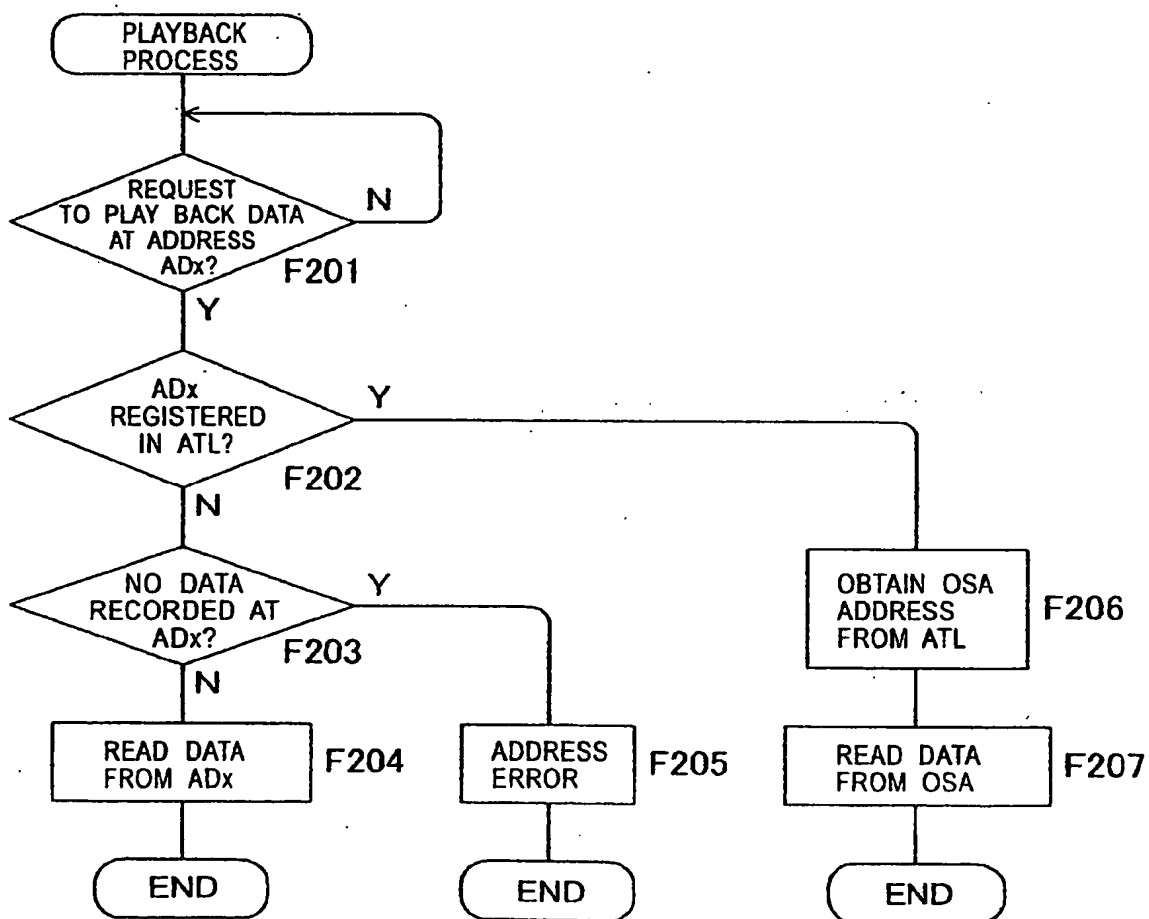 PLAYBACK
PROCESS
REQUEST
TO PLAY BACK DATA
AT ADDRESS
ADx?
N
F201
Y
ADx
REGISTERED
IN ATL?
Y
F202
N
NO DATA
RECORDED AT
ADx?
Y
F203
N
OBTAIN OSA
ADDRESS
FROM ATL
F206
READ DATA
FROM ADx
F204
ADDRESS
ERROR
F205
READ DATA
FROM OSA
F207
END
END
END